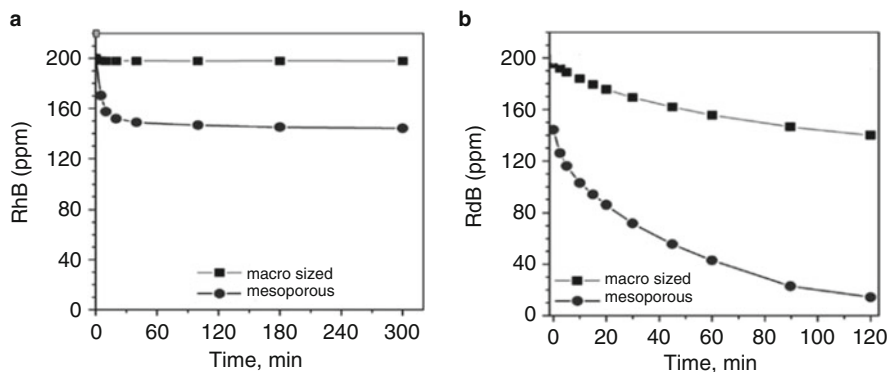 a
RhB (ppm)
200
160
120
80
40
0
macro sized
mesoporous
0 60 120 180 240 300
Time, min
b
RdB (ppm)
200
160
120
80
40
0
macro sized
mesoporous
0 20 40 60 80 100 120
Time, min